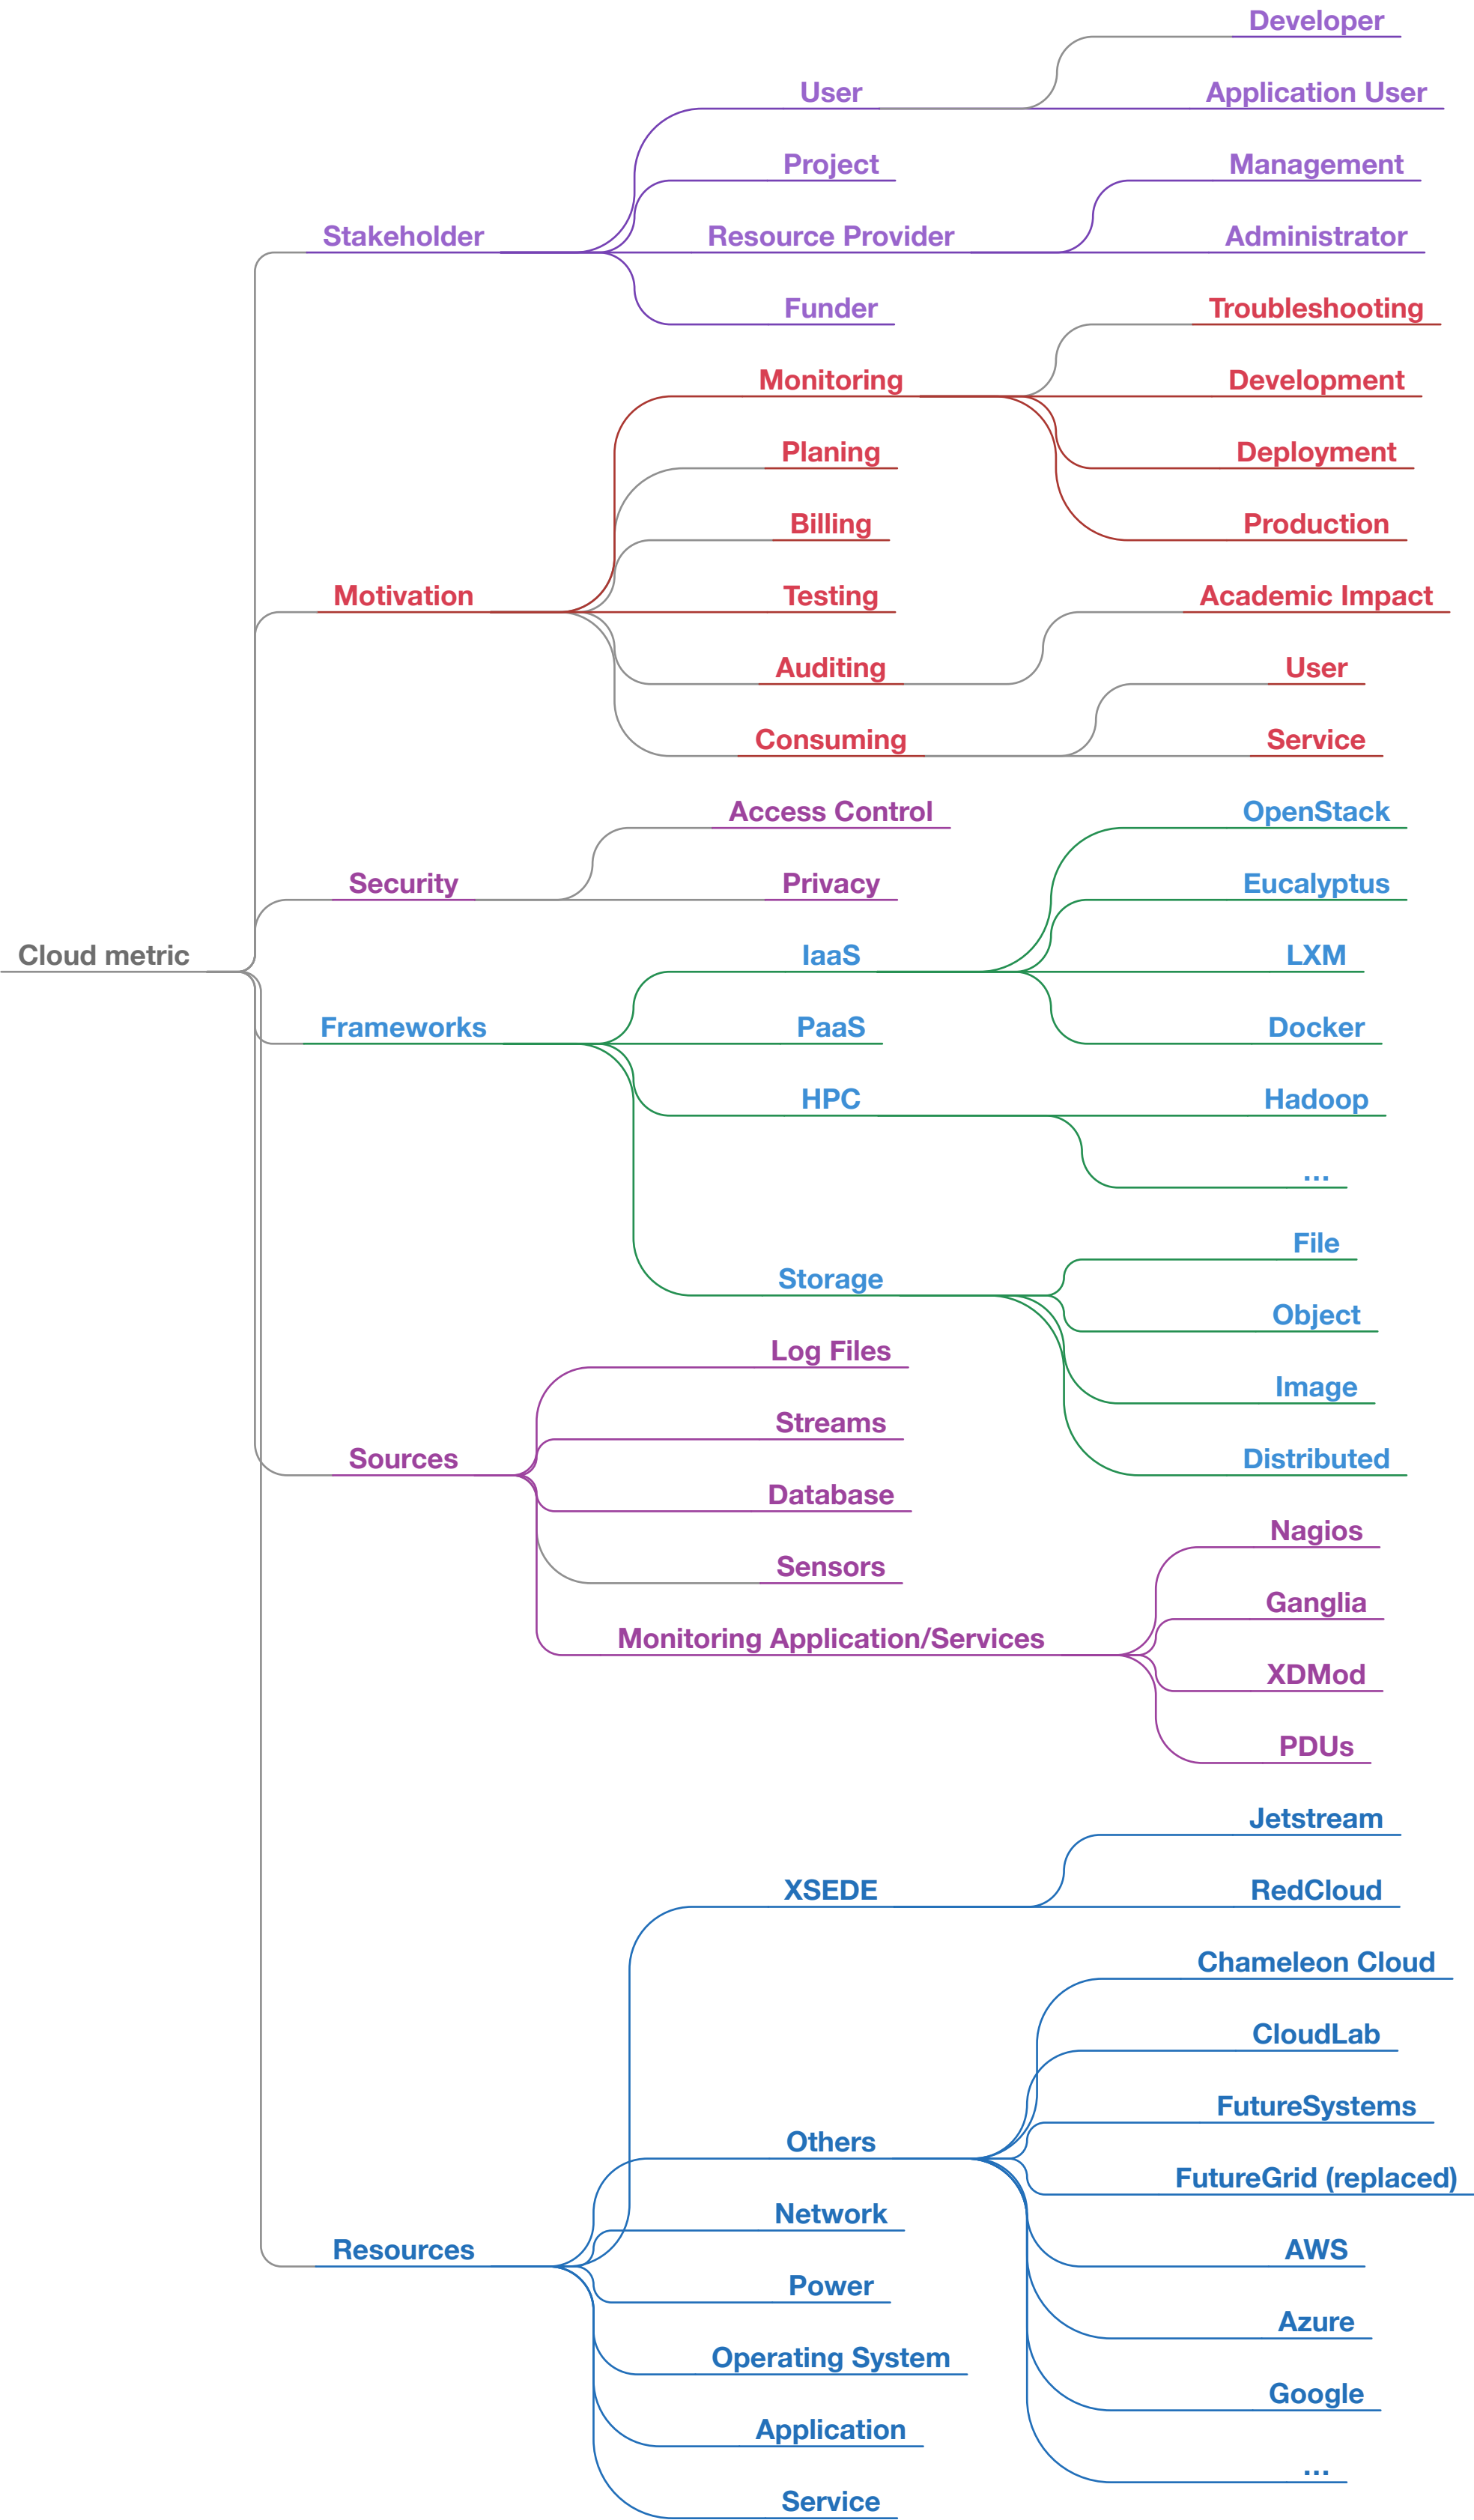 Developer
User
Application User
Project
Management
Stakeholder
Resource Provider
Administrator
Funder
Troubleshooting
Monitoring
Development
Planing
Deployment
Billing
Production
Motivation
Testing
Academic Impact
Auditing
User
Consuming
Service
Access Control
OpenStack
Security
Privacy
Eucalyptus
Cloud metric
IaaS
LXM
Frameworks
PaaS
Docker
HPC
Hadoop
...
File
Storage
Object
Log Files
Image
Streams
Sources
Distributed
Database
Nagios
Sensors
Ganglia
Monitoring Application/Services
XDMod
PDUs
Jetstream
XSEDE
RedCloud
Chameleon Cloud
CloudLab
FutureSystems
Others
FutureGrid (replaced)
Network
Resources
AWS
Power
Azure
Operating System
Google
Application
...
Service